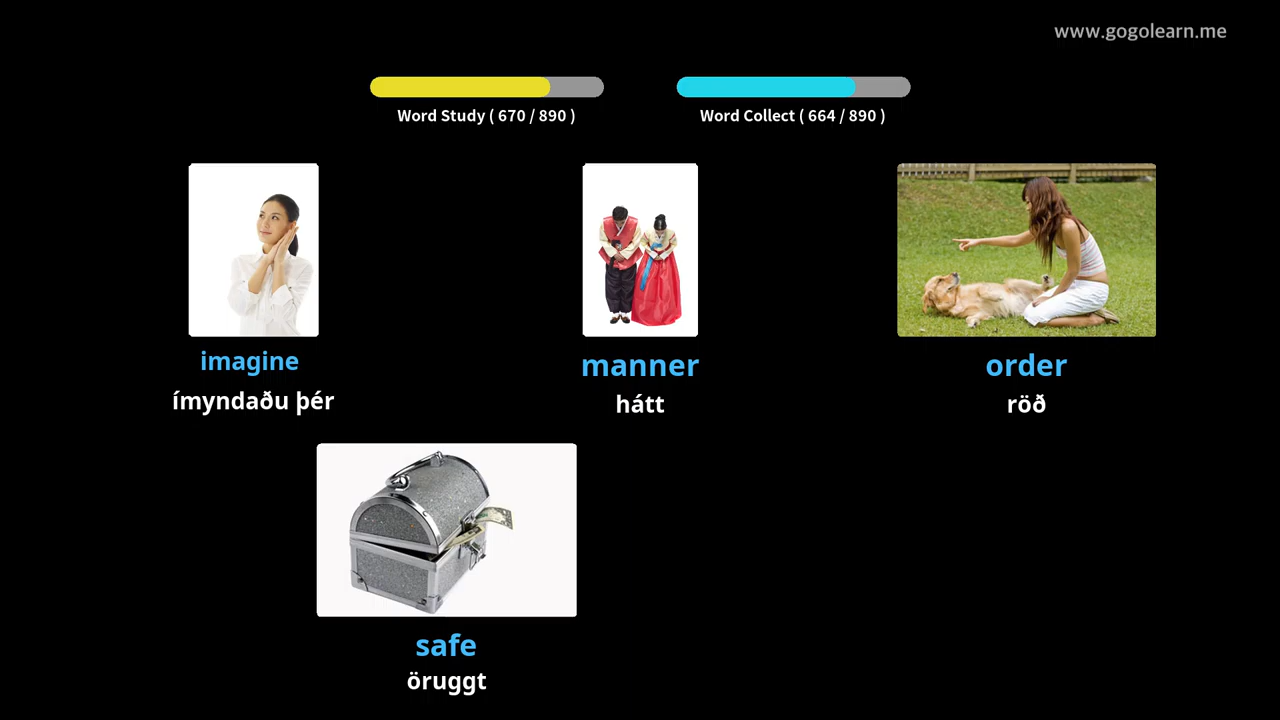 www.gogolearn.me
Word Study ( 670 / 890 )
Word Collect ( 664 / 890 )
imagine
ímyndaðu þér
manner
hátt
order
röð
safe
öruggt